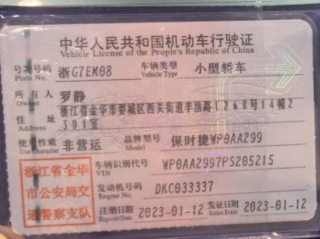 中华人民共和国机动车行驶证
Vehicle License of the People's Republic of China
号牌号码 浙G7EM08 车辆类型 小型轿车
Plate No. Vehicle Type
所有人 罗静
Owner
住址 浙江省金华市婺城区西关街道李渔路1268号14幢2
301室
使用性质 非营运 品牌型号 保时捷WP0AA299
Use Character
浙江省金华市公安局交通警察支队
车辆识别代号 WP0AA2997PS205215
VIN
发动机号码 DKC033337
Engine No.
注册日期 2023-01-12 发证日期 2023-01-12
Register Date Issue Date